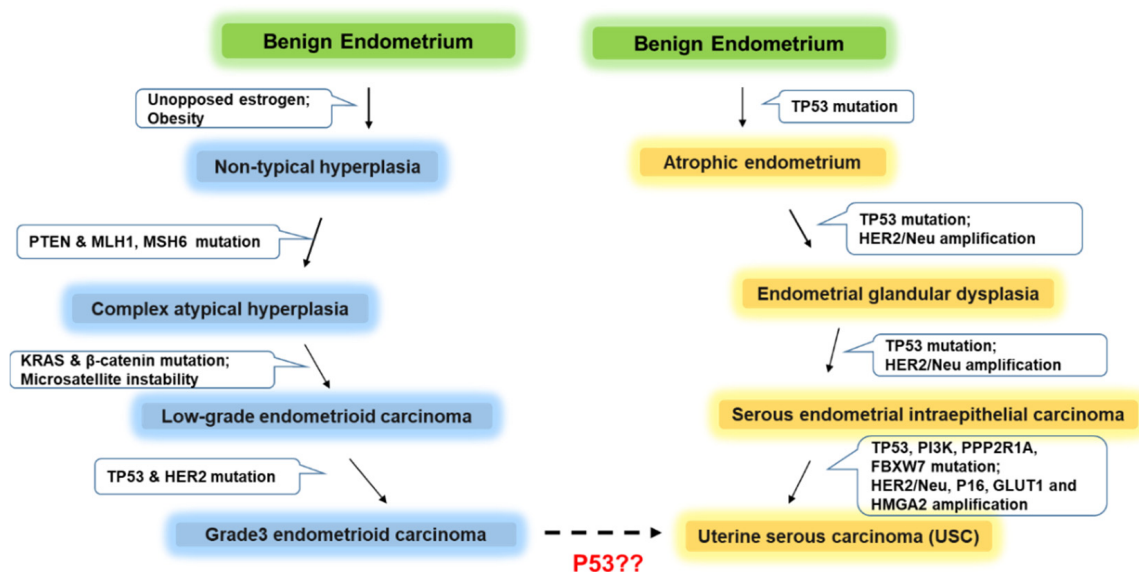 Benign Endometrium
Unopposed estrogen;
Obesity
Non-typical hyperplasia
PTEN & MLH1, MSH6 mutation
Complex atypical hyperplasia
KRAS & β-catenin mutation;
Microsatellite instability
Low-grade endometrioid carcinoma
TP53 & HER2 mutation
Grade3 endometrioid carcinoma
P53??
Benign Endometrium
TP53 mutation
Atrophic endometrium
TP53 mutation;
HER2/Neu amplification
Endometrial glandular dysplasia
TP53 mutation;
HER2/Neu amplification
Serous endometrial intraepithelial carcinoma
TP53, PI3K, PPP2R1A,
FBXW7 mutation;
HER2/Neu, P16, GLUT1 and
HMGA2 amplification
Uterine serous carcinoma (USC)